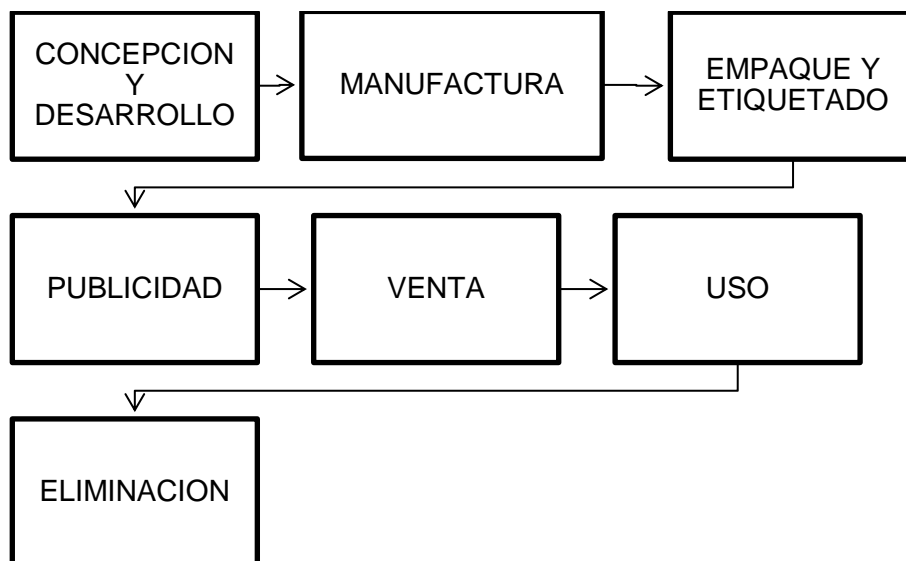 CONCEPCION
Y
DESARROLLO
MANUFACTURA
EMPAQUE Y
ETIQUETADO
PUBLICIDAD
VENTA
USO
ELIMINACION